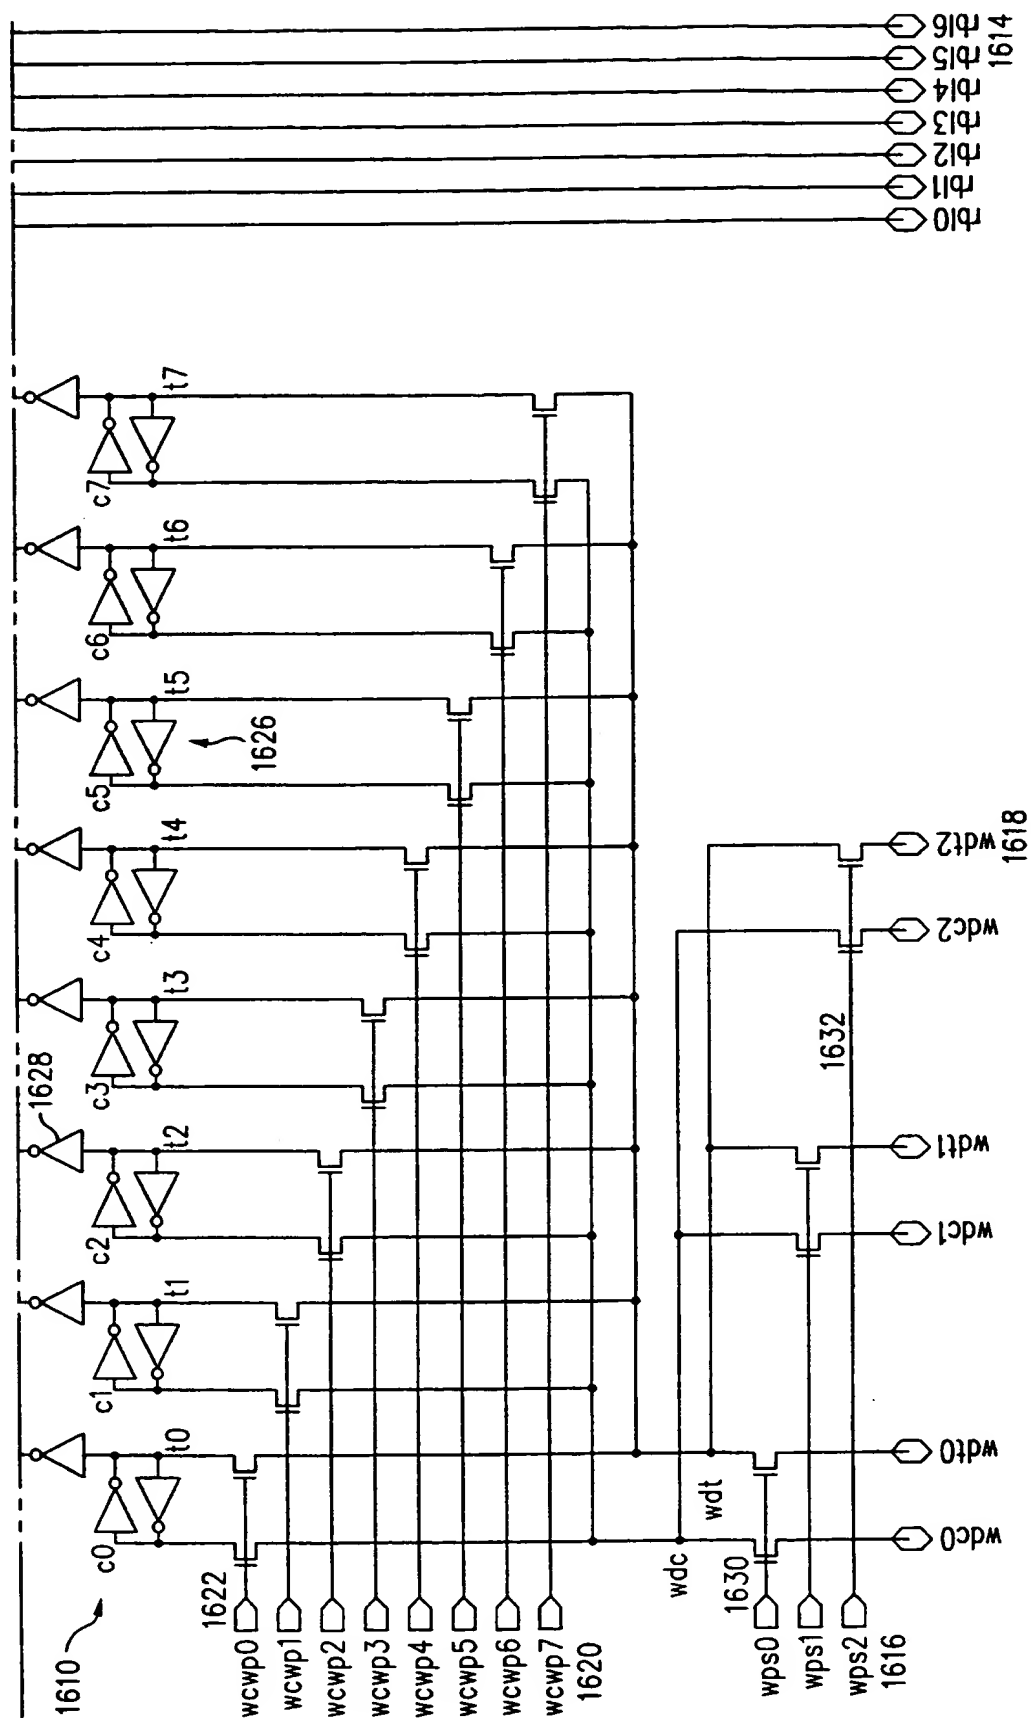 1610
c0
t0
c1
t1
c2
t2
1628
c3
t3
c4
t4
c5
t5
1626
c6
t6
c7
t7
1622
wcwp0
wcwp1
wcwp2
wcwp3
wcwp4
wcwp5
wcwp6
wcwp7
1620
wdc
wdt
1630
1632
wps0
wps1
wps2
1616
wdc0
wdt0
wdc1
wdt1
wdc2
wdt2
1618
rbl0
rbl1
rbl2
rbl3
rbl4
rbl5
rbl6
1614